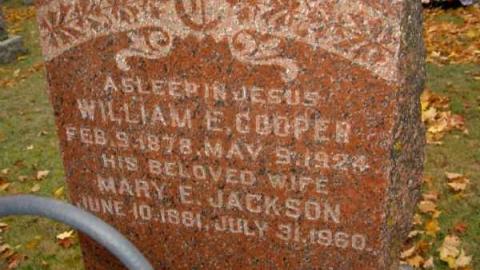 ASLEEP IN JESUS
WILLIAM E. COOPER
FEB. 9. 1878. MAY 9. 1924
HIS BELOVED WIFE
MARY E. JACKSON
JUNE 10. 1881. JULY 31. 1960.